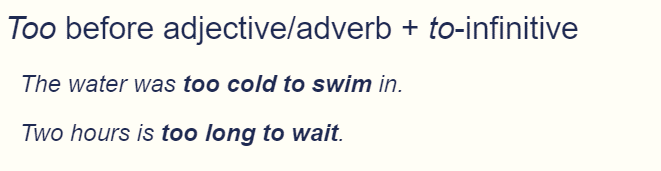 Too before adjective/adverb + to-infinitive
The water was too cold to swim in.
Two hours is too long to wait.